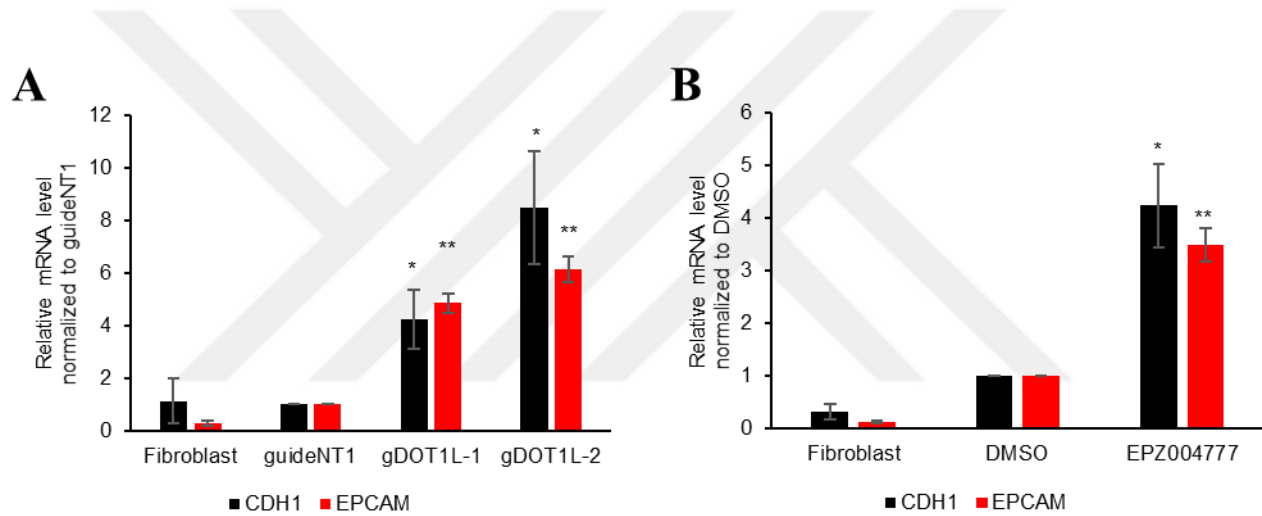 A
Relative mRNA level
normalized to guideNT1
12
10
8
6
4
2
0
*
**
*
**
Fibroblast guideNT1 gDOT1L-1 gDOT1L-2
CDH1 EPCAM
B
Relative mRNA level
normalized to DMSO
6
5
4
3
2
1
0
*
**
Fibroblast DMSO EPZ004777
CDH1 EPCAM